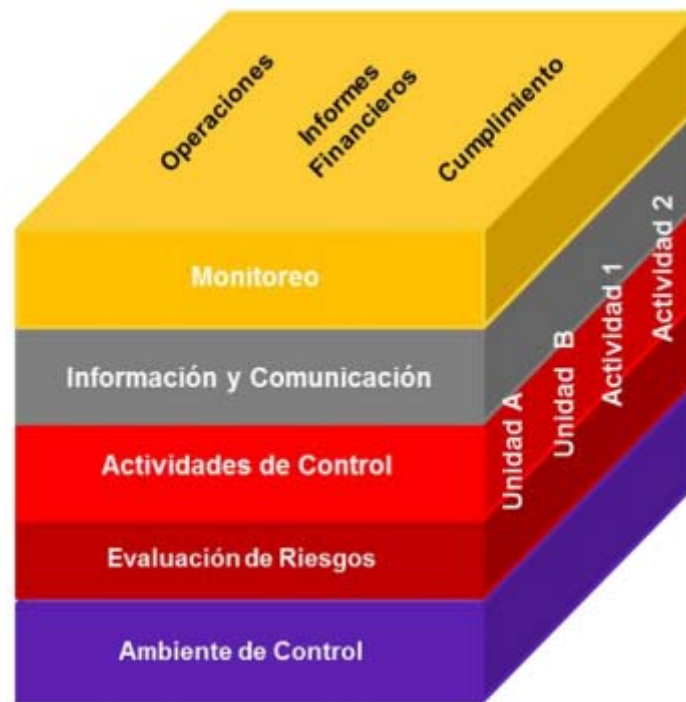 Operaciones
Informes
Financieros
Cumplimiento
Monitoreo
Información y Comunicación
Actividades de Control
Evaluación de Riesgos
Ambiente de Control
Unidad A
Unidad B
Actividad 1
Actividad 2